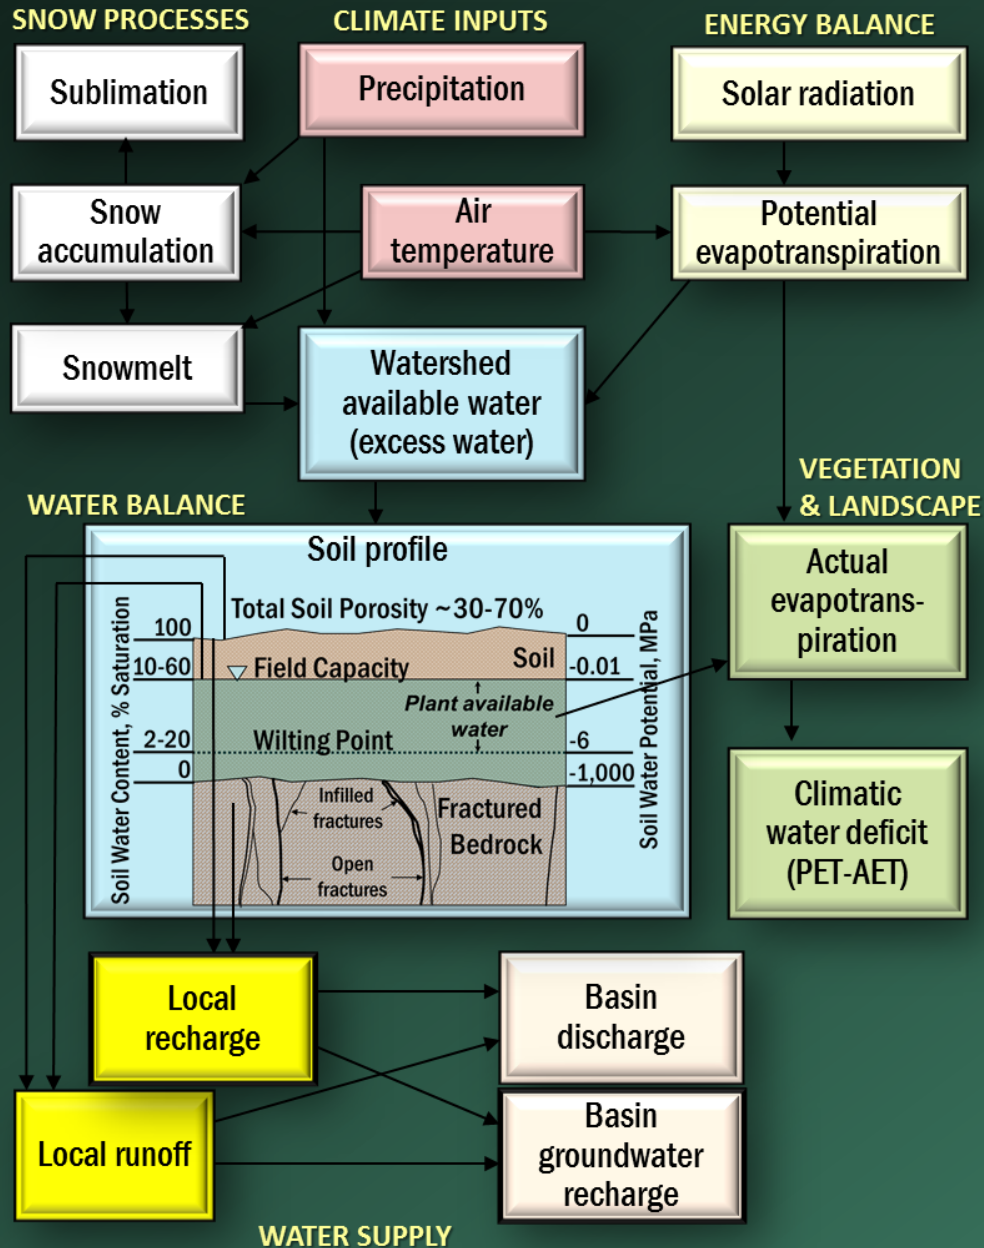 SNOW PROCESSES
CLIMATE INPUTS
ENERGY BALANCE
Sublimation
Precipitation
Solar radiation
Snow
accumulation
Air
temperature
Potential
evapotranspiration
Snowmelt
Watershed
available water
(excess water)
VEGETATION
& LANDSCAPE
WATER BALANCE
Soil profile
Actual
evapotrans-
piration
Soil Water Content, % Saturation
Total Soil Porosity ~30-70%
Soil Water Potential, MPa
100
0
10-60
Field Capacity
Soil
-0.01
Plant available
water
2-20
Wilting Point
-6
0
-1,000
Infilled
fractures
Fractured
Bedrock
Open
fractures
Climatic
water deficit
(PET-AET)
Local
recharge
Basin
discharge
Local runoff
Basin
groundwater
recharge
WATER SUPPLY